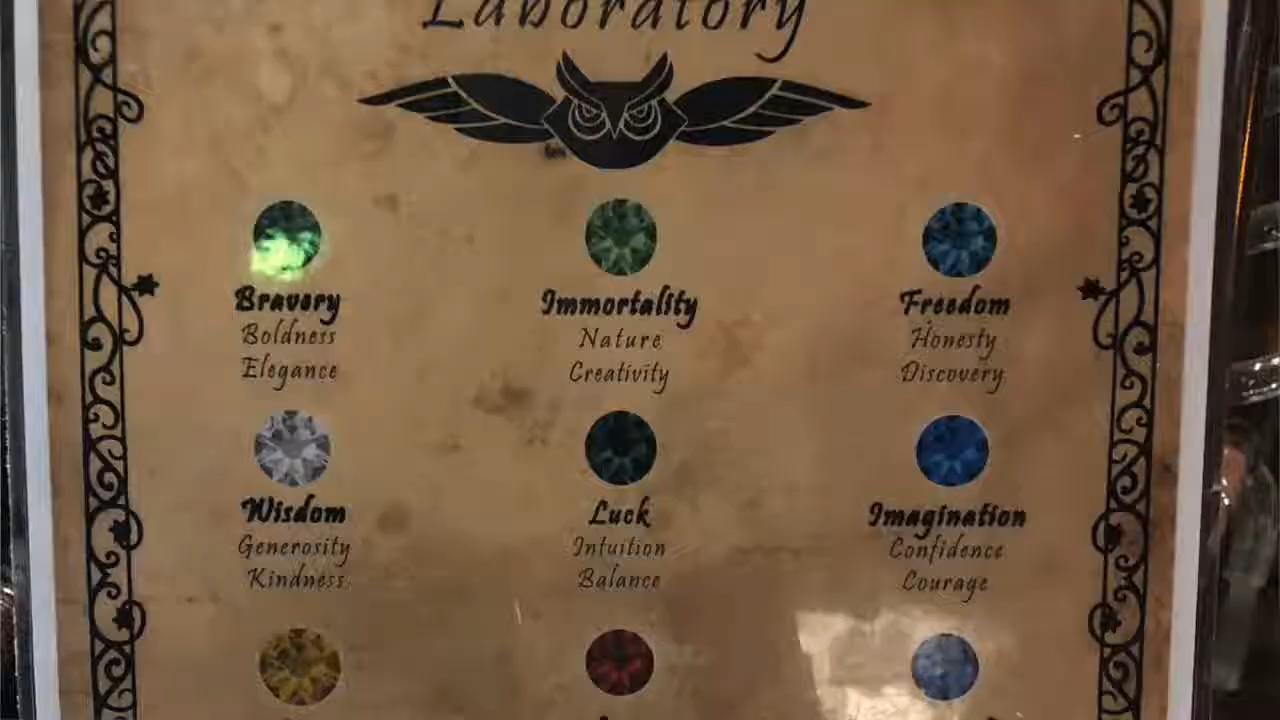 Laboratory
Bravery
Boldness
Elegance
Immortality
Nature
Creativity
Freedom
Honesty
Discovery
Wisdom
Generosity
Kindness
Luck
Intuition
Balance
Imagination
Confidence
Courage